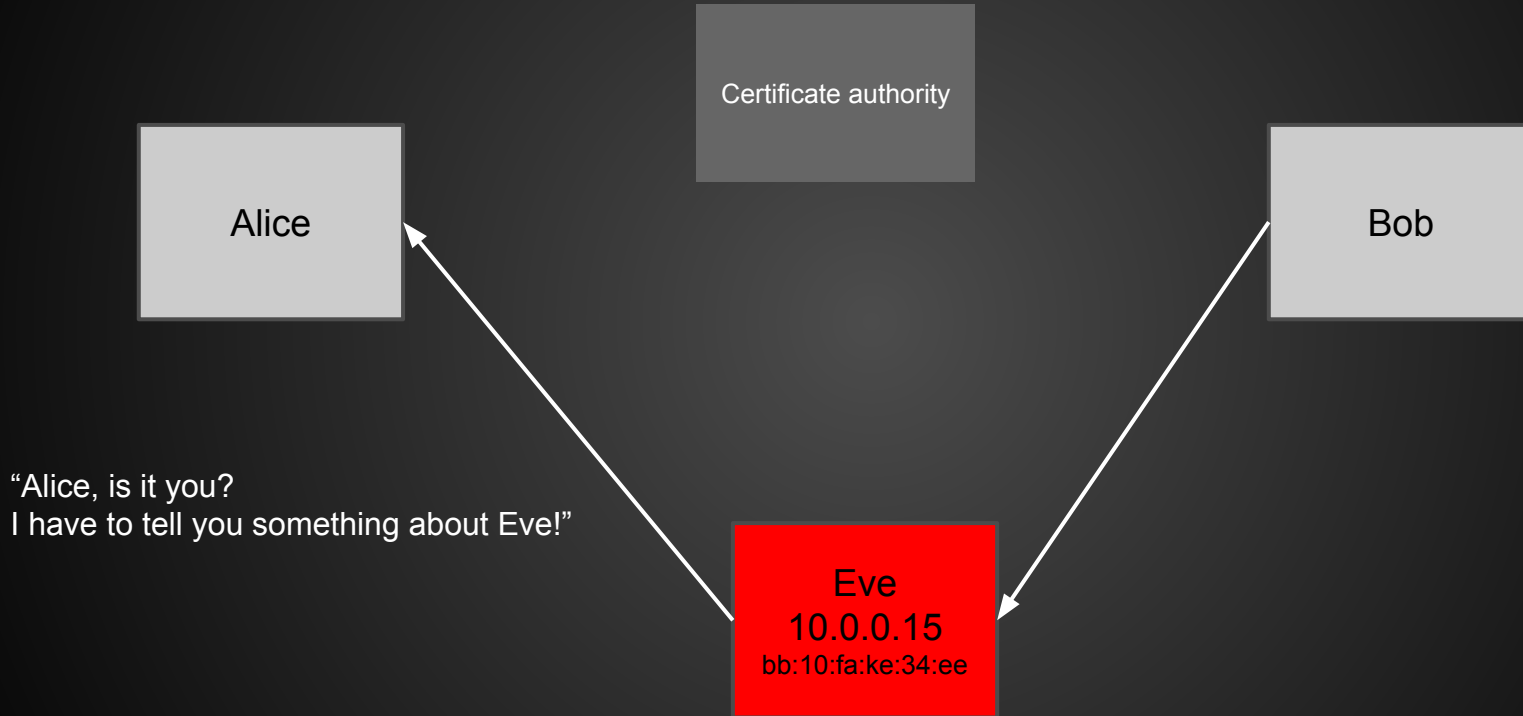 Certificate authority
Alice
Bob
“Alice, is it you?
I have to tell you something about Eve!”
Eve
10.0.0.15
bb:10:fa:ke:34:ee